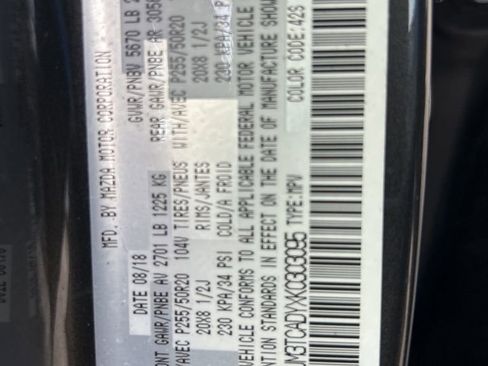 MFD. BY MAZDA MOTOR CORPORATION
DATE 08/18 GVWR/PNBV 5670 LB
FRONT GAWR/PNBE AV 2701 LB 1225 KG REAR GAWR/PNBE AR 3056
WITH/AVEC P255/50R20 104V TIRES/PNEUS WITH/AVEC P255/50R20
20X8 1/2J RIMS/JANTES 20X8 1/2J
230 KPA/34 PSI COLD/A FROID 230 KPA/34
VEHICLE CONFORMS TO ALL APPLICABLE FEDERAL MOTOR VEHICLE
STANDARDS IN EFFECT ON THE DATE OF MANUFACTURE SHOW
TYPE:MPV COLOR CODE:42S